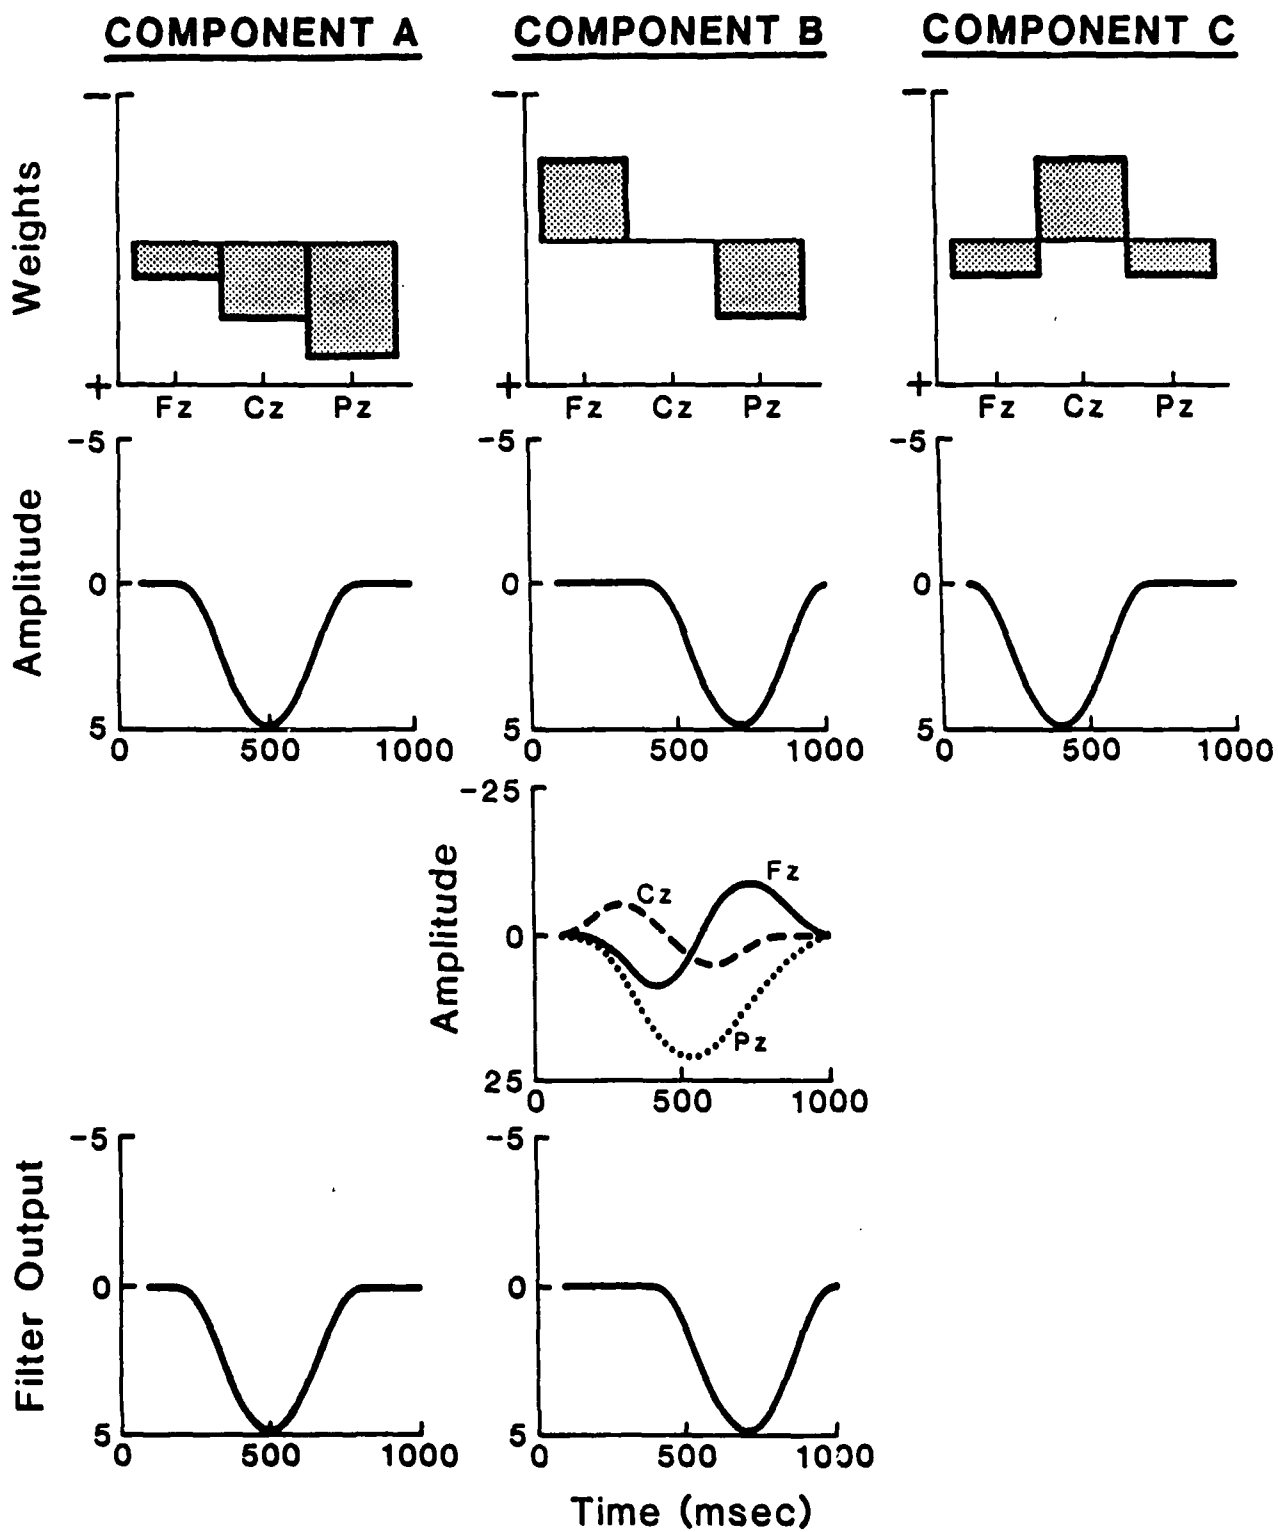 COMPONENT A COMPONENT B COMPONENT C
Weights
− − −
+ + +
Fz Cz Pz Fz Cz Pz Fz Cz Pz
Amplitude
-5 -5 -5
0 0 0
5 5 5
0 500 1000 0 500 1000 0 500 1000
Amplitude
-25
Fz
Cz
0
Pz
25
0 500 1000
Filter Output
-5 -5
0 0
5 5
0 500 1000 0 500 1000
Time (msec)